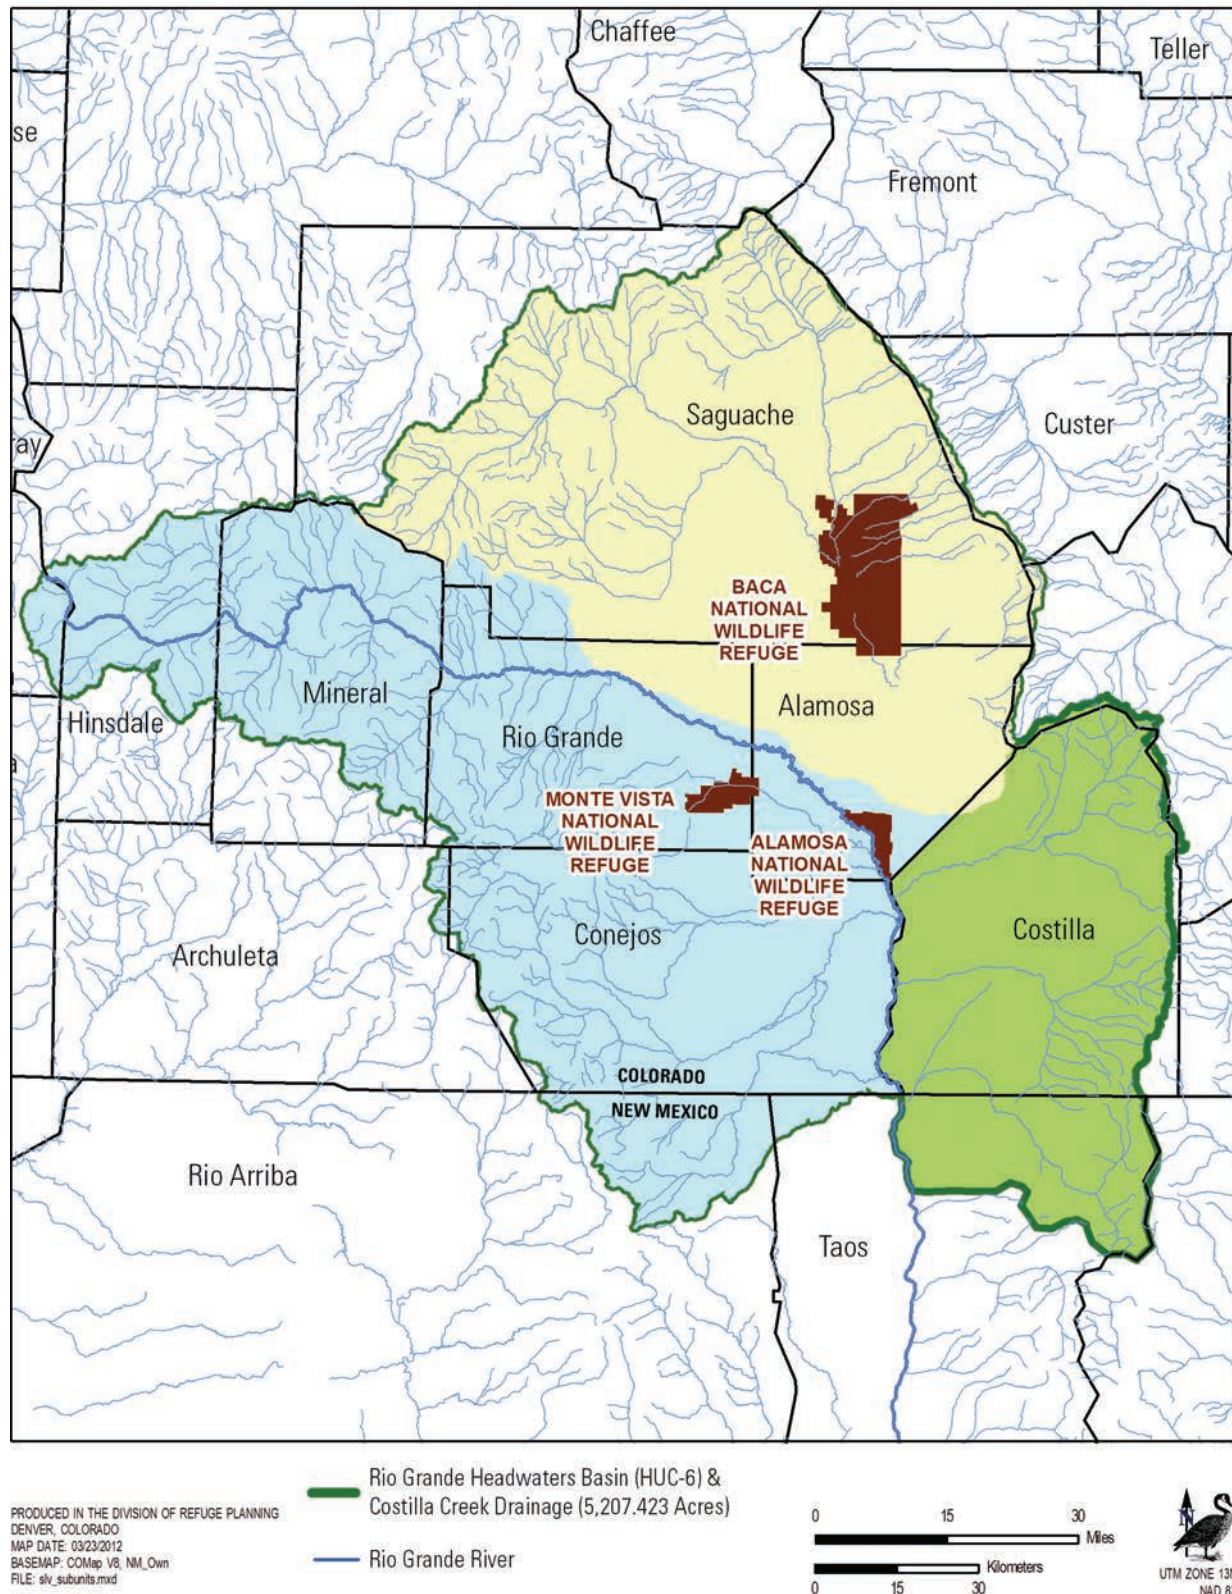 Chaffee
Teller
se
Fremont
Saguache
Custer
ay
BACA
NATIONAL
WILDLIFE
REFUGE
Mineral
Alamosa
Hinsdale
Rio Grande
a
MONTE VISTA
NATIONAL
WILDLIFE
REFUGE
ALAMOSA
NATIONAL
WILDLIFE
REFUGE
Conejos
Costilla
Archuleta
COLORADO
NEW MEXICO
Rio Arriba
Taos
Rio Grande Headwaters Basin (HUC-6) &
Costilla Creek Drainage (5,207.423 Acres)
Rio Grande River
PRODUCED IN THE DIVISION OF REFUGE PLANNING
DENVER, COLORADO
MAP DATE: 03/23/2012
BASEMAP: COMap V8, NM_Own
FILE: slv_subunits.mxd
0 15 30
Miles
Kilometers
0 15 30
N
UTM ZONE